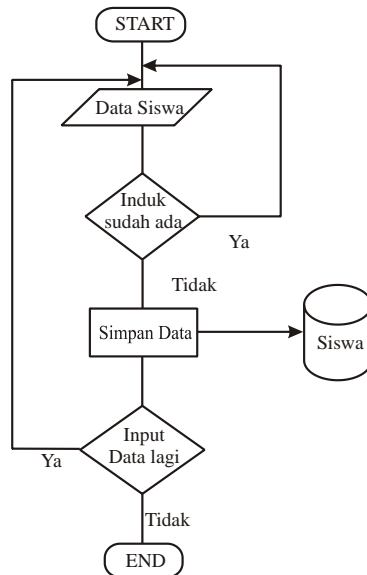 START
Data Siswa
Induk
sudah ada
Ya
Tidak
Simpan Data
Siswa
Input
Data lagi
Ya
Tidak
END